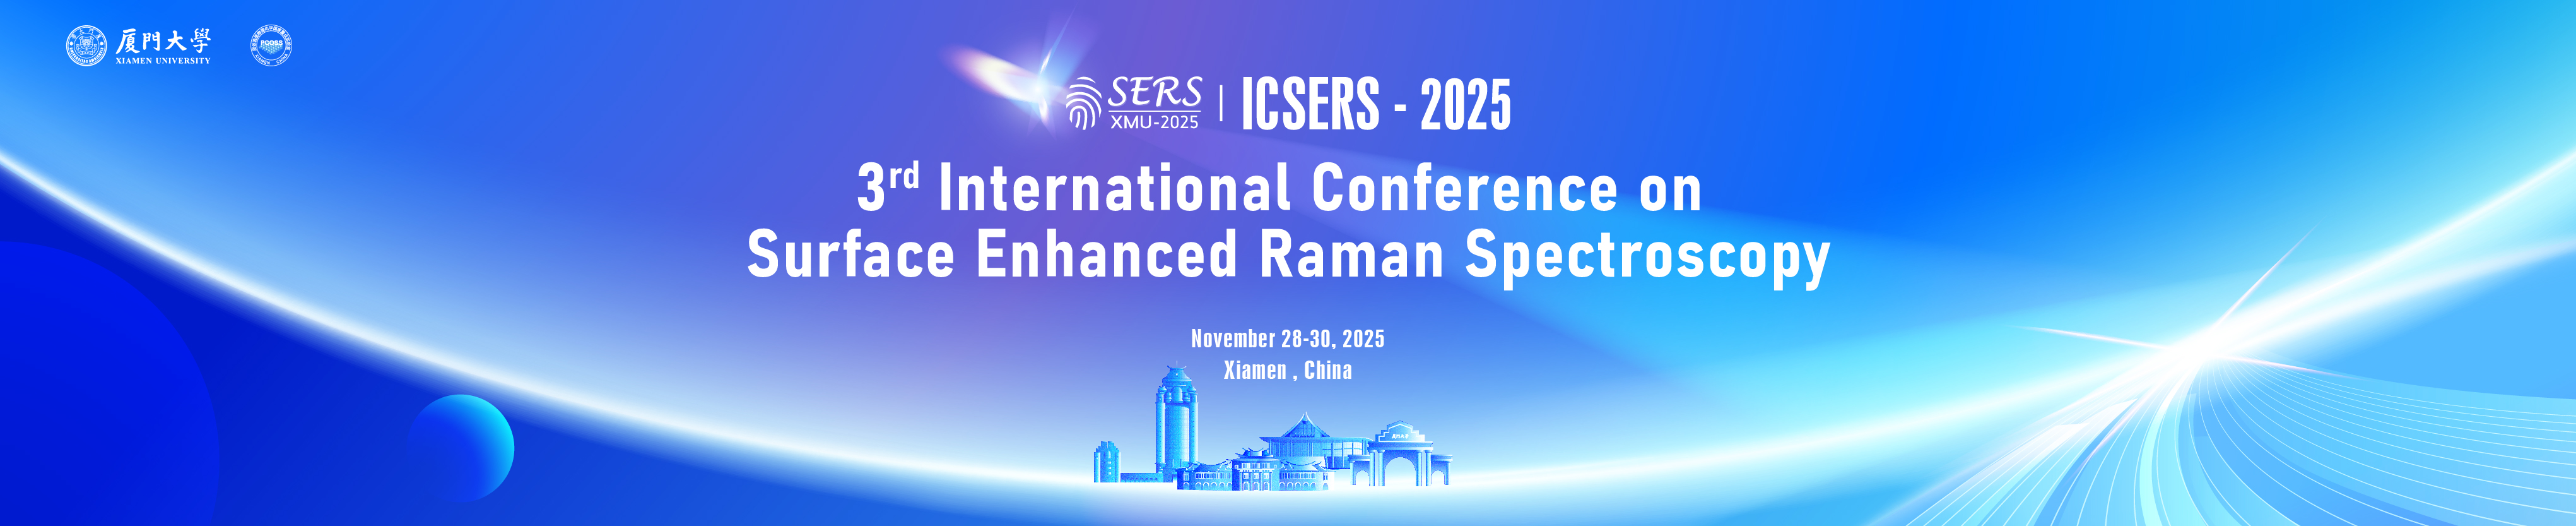 廈門大學
XIAMEN UNIVERSITY
SERS
XMU-2025
ICSERS - 2025
3rd International Conference on
Surface Enhanced Raman Spectroscopy
November 28-30, 2025
Xiamen , China